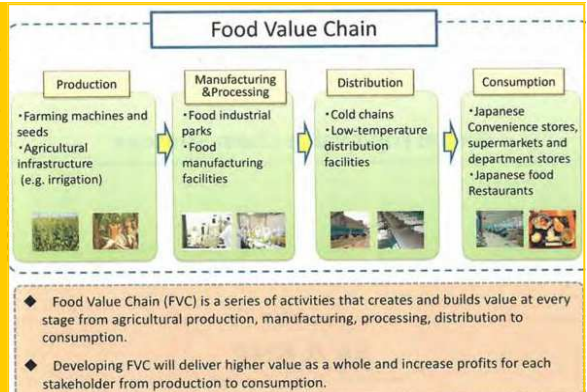 Food Value Chain
Production
・Farming machines and
seeds
・Agricultural
infrastructure
(e.g. irrigation)
Manufacturing
&Processing
・Food industrial
parks
・Food
manufacturing
facilities
Distribution
・Cold chains
・Low-temperature
distribution
facilities
Consumption
・Japanese
Convenience stores,
supermarkets and
department stores
・Japanese food
Restaurants
◆ Food Value Chain (FVC) is a series of activities that creates and builds value at every
stage from agricultural production, manufacturing, processing, distribution to
consumption.
◆ Developing FVC will deliver higher value as a whole and increase profits for each
stakeholder from production to consumption.